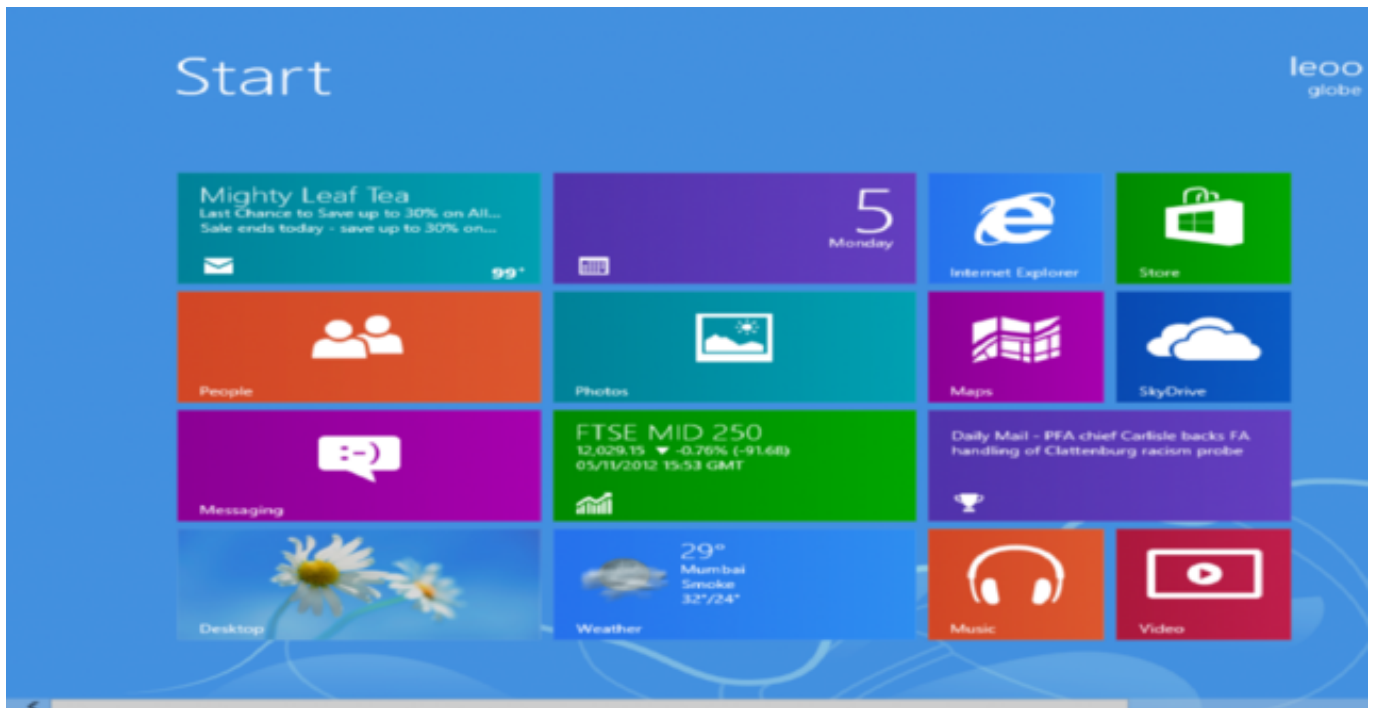 Start
leoo
globe
Mighty Leaf Tea
Last Chance to Save up to 30% on All...
Sale ends today - save up to 30% on...
99+
5
Monday
Internet Explorer
Store
People
Photos
Maps
SkyDrive
:-)
Messaging
FTSE MID 250
12,029.15 ▼ -0.76% (-91.68)
05/11/2012 15:53 GMT
Daily Mail - PFA chief Carlisle backs FA
handling of Clattenburg racism probe
Desktop
29°
Mumbai
Smoke
32°/24°
Weather
Music
Video